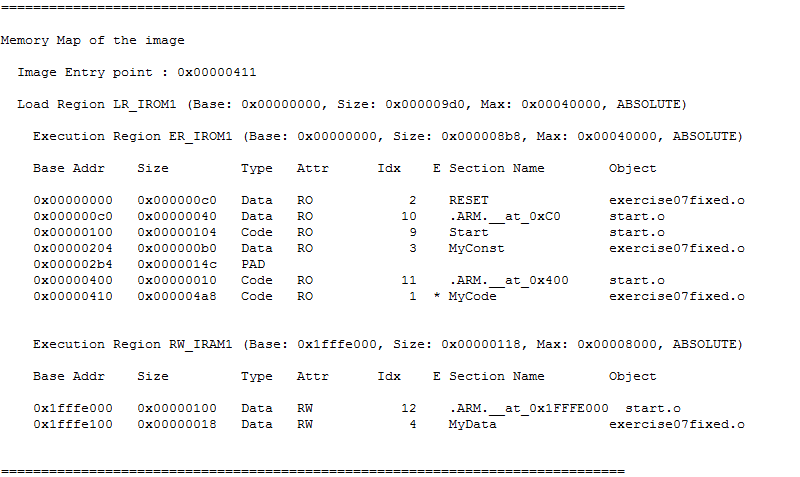 ==============================================================================
Memory Map of the image
Image Entry point : 0x00000411
Load Region LR_IROM1 (Base: 0x00000000, Size: 0x000009d0, Max: 0x00040000, ABSOLUTE)
Execution Region ER_IROM1 (Base: 0x00000000, Size: 0x000008b8, Max: 0x00040000, ABSOLUTE)
Base Addr    Size         Type   Attr      Idx    E Section Name        Object
0x00000000   0x000000c0   Data   RO            2    RESET               exercise07fixed.o
0x000000c0   0x00000040   Data   RO           10    .ARM.__at_0xC0      start.o
0x00000100   0x00000104   Code   RO            9    Start               start.o
0x00000204   0x000000b0   Data   RO            3    MyConst             exercise07fixed.o
0x000002b4   0x0000014c   PAD
0x00000400   0x00000010   Code   RO           11    .ARM.__at_0x400     start.o
0x00000410   0x000004a8   Code   RO            1  * MyCode              exercise07fixed.o
Execution Region RW_IRAM1 (Base: 0x1fffe000, Size: 0x00000118, Max: 0x00008000, ABSOLUTE)
Base Addr    Size         Type   Attr      Idx    E Section Name        Object
0x1fffe000   0x00000100   Data   RW           12    .ARM.__at_0x1FFFE000  start.o
0x1fffe100   0x00000018   Data   RW            4    MyData              exercise07fixed.o
==============================================================================